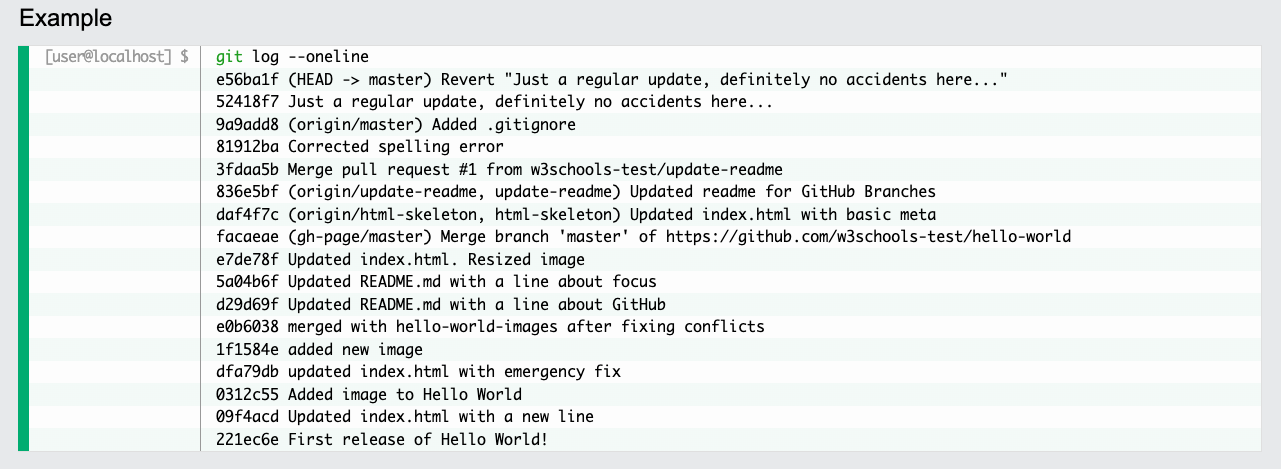 Example
[user@localhost] $ git log --oneline
e56ba1f (HEAD -> master) Revert "Just a regular update, definitely no accidents here..."
52418f7 Just a regular update, definitely no accidents here...
9a9add8 (origin/master) Added .gitignore
81912ba Corrected spelling error
3fdaa5b Merge pull request #1 from w3schools-test/update-readme
836e5bf (origin/update-readme, update-readme) Updated readme for GitHub Branches
daf4f7c (origin/html-skeleton, html-skeleton) Updated index.html with basic meta
facaeae (gh-page/master) Merge branch 'master' of https://github.com/w3schools-test/hello-world
e7de78f Updated index.html. Resized image
5a04b6f Updated README.md with a line about focus
d29d69f Updated README.md with a line about GitHub
e0b6038 merged with hello-world-images after fixing conflicts
1f1584e added new image
dfa79db updated index.html with emergency fix
0312c55 Added image to Hello World
09f4acd Updated index.html with a new line
221ec6e First release of Hello World!